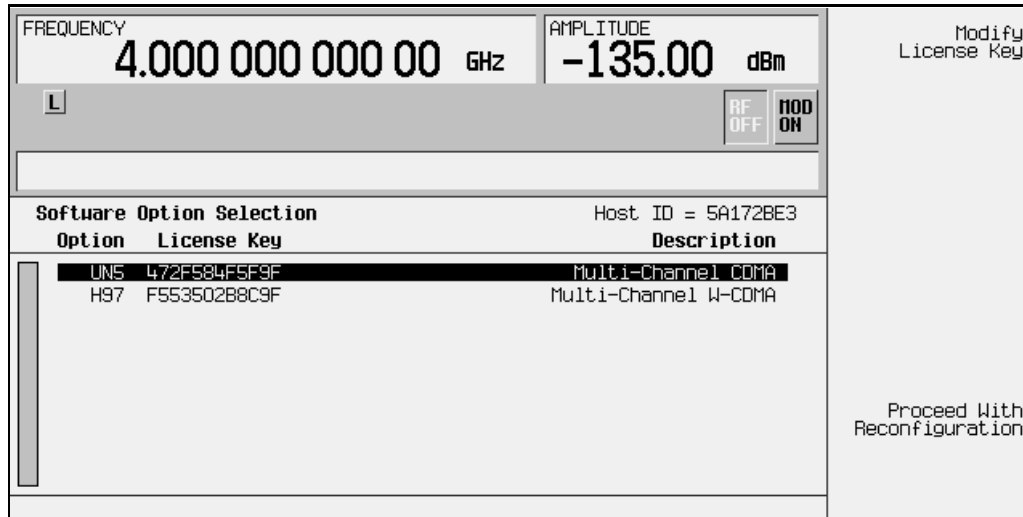 FREQUENCY
4.000 000 000 00 GHz
AMPLITUDE
-135.00 dBm
Modify
License Key
L
RF
OFF
MOD
ON
Software Option Selection
Host ID = 5A172BE3
Option License Key Description
UN5 472F584F5F9F Multi-Channel CDMA
H97 F553502B8C9F Multi-Channel W-CDMA
Proceed With
Reconfiguration